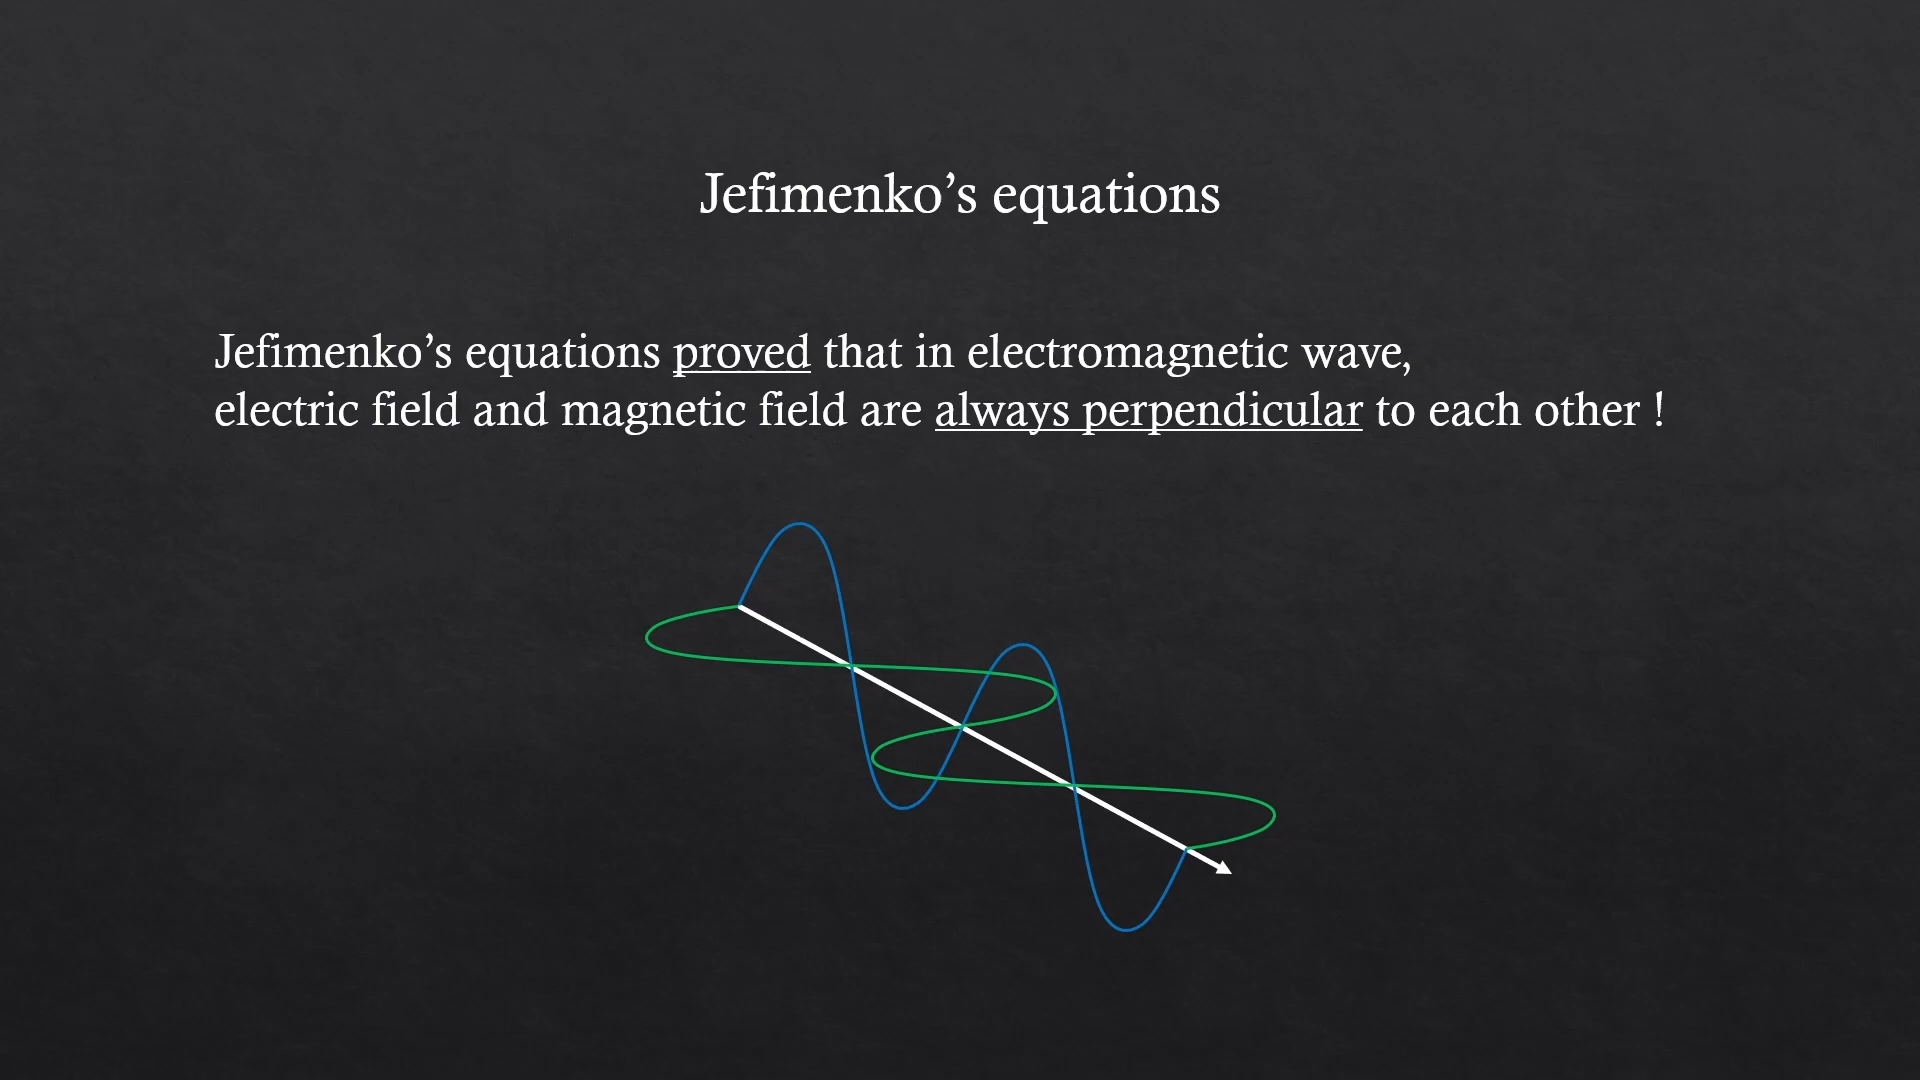 Jefimenko’s equations
Jefimenko’s equations proved that in electromagnetic wave,
electric field and magnetic field are always perpendicular to each other !